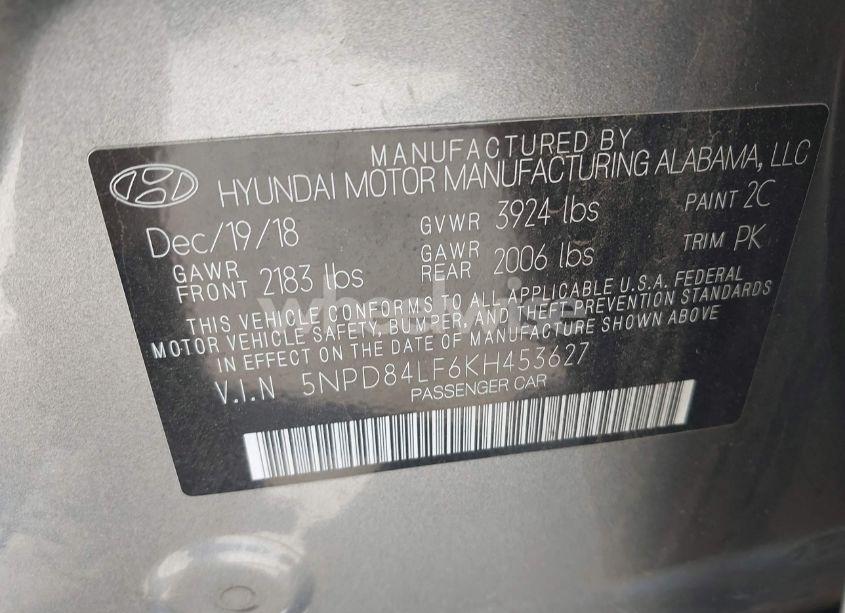 MANUFACTURED BY
HYUNDAI MOTOR MANUFACTURING ALABAMA, LLC
Dec/19/18 GVWR 3924 lbs PAINT 2C
GAWR FRONT 2183 lbs GAWR REAR 2006 lbs TRIM PK
THIS VEHICLE CONFORMS TO ALL APPLICABLE U.S.A. FEDERAL
MOTOR VEHICLE SAFETY, BUMPER, AND THEFT PREVENTION STANDARDS
IN EFFECT ON THE DATE OF MANUFACTURE SHOWN ABOVE
V.I.N 5NPD84LF6KH453627
PASSENGER CAR